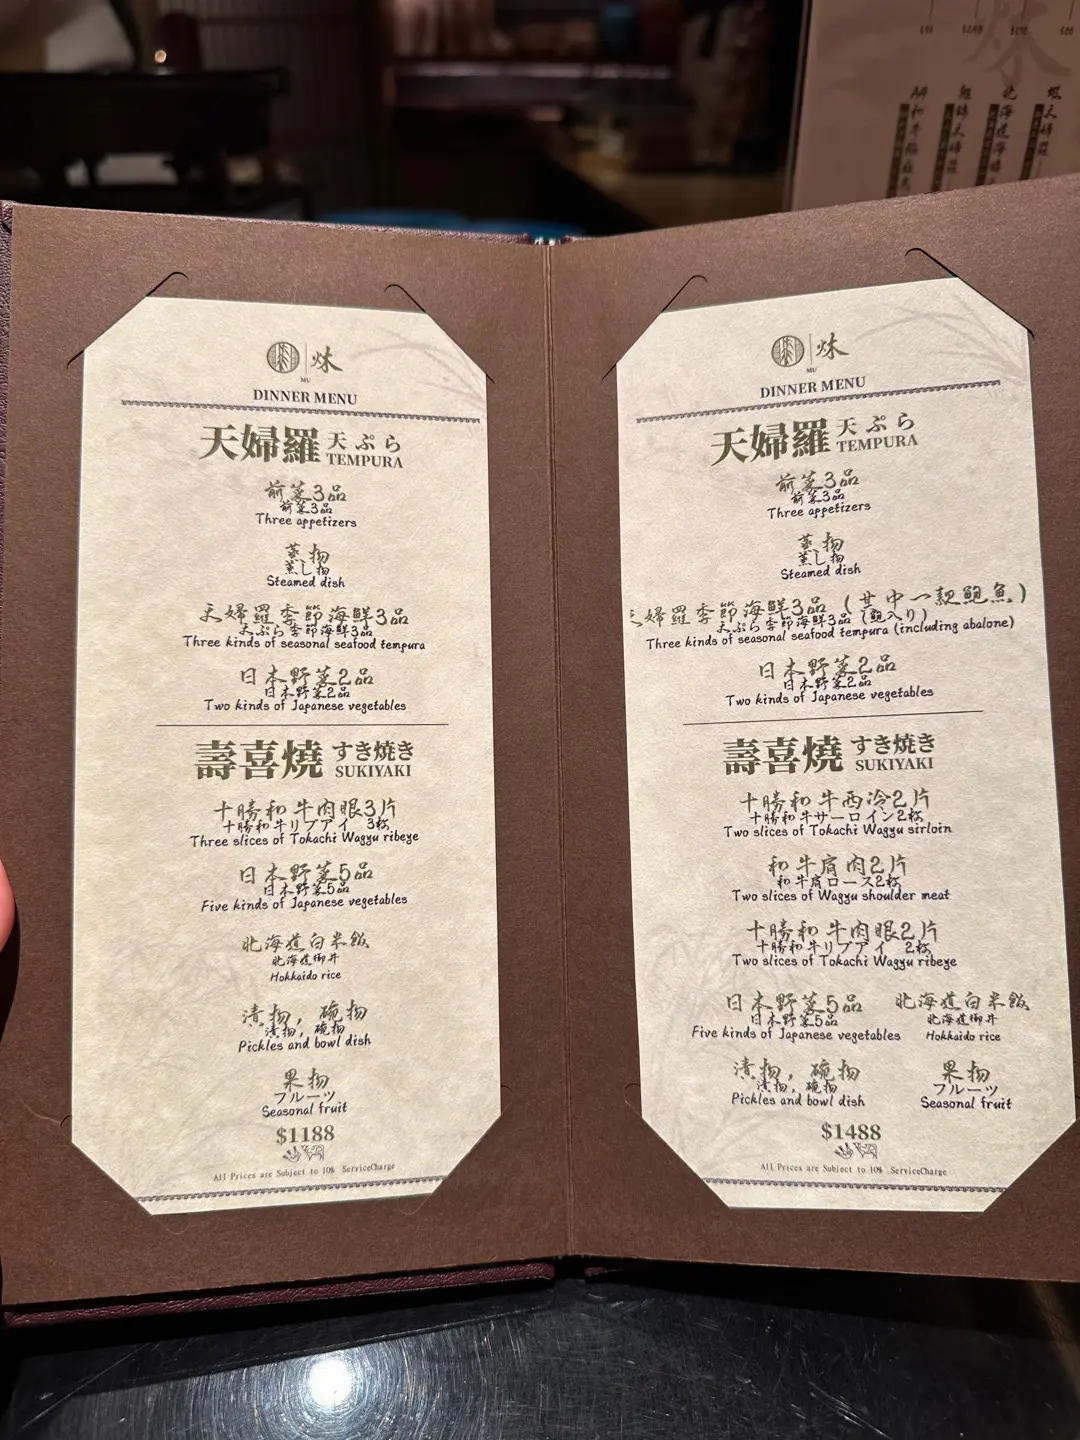 MU
DINNER MENU
天婦羅 天ぷら
TEMPURA
前菜3品
前菜3品
Three appetizers
蒸物
蒸し物
Steamed dish
天婦羅季節海鮮3品
天ぷら季節海鮮3品
Three kinds of seasonal seafood tempura
日本野菜2品
日本野菜2品
Two kinds of Japanese vegetables
壽喜燒 すき焼き
SUKIYAKI
十勝和牛肉眼3片
十勝和牛リブアイ 3枚
Three slices of Tokachi Wagyu ribeye
日本野菜5品
日本野菜5品
Five kinds of Japanese vegetables
北海道白米飯
北海道御丼
Hokkaido rice
漬物，碗物
漬物，碗物
Pickles and bowl dish
果物
フルーツ
Seasonal fruit
$1188
All Prices are Subject to 10% ServiceCharge
MU
DINNER MENU
天婦羅 天ぷら
TEMPURA
前菜3品
前菜3品
Three appetizers
蒸物
蒸し物
Steamed dish
天婦羅季節海鮮3品（其中一款鮑魚）
天ぷら季節海鮮3品（鮑入り）
Three kinds of seasonal seafood tempura (including abalone)
日本野菜2品
日本野菜2品
Two kinds of Japanese vegetables
壽喜燒 すき焼き
SUKIYAKI
十勝和牛西冷2片
十勝和牛サーロイン2枚
Two slices of Tokachi Wagyu sirloin
和牛肩肉2片
和牛肩ロース2枚
Two slices of Wagyu shoulder meat
十勝和牛肉眼2片
十勝和牛リブアイ 2枚
Two slices of Tokachi Wagyu ribeye
日本野菜5品 北海道白米飯
日本野菜5品 北海道御丼
Five kinds of Japanese vegetables Hokkaido rice
漬物，碗物 果物
漬物，碗物 フルーツ
Pickles and bowl dish Seasonal fruit
$1488
All Prices are Subject to 10% ServiceCharge